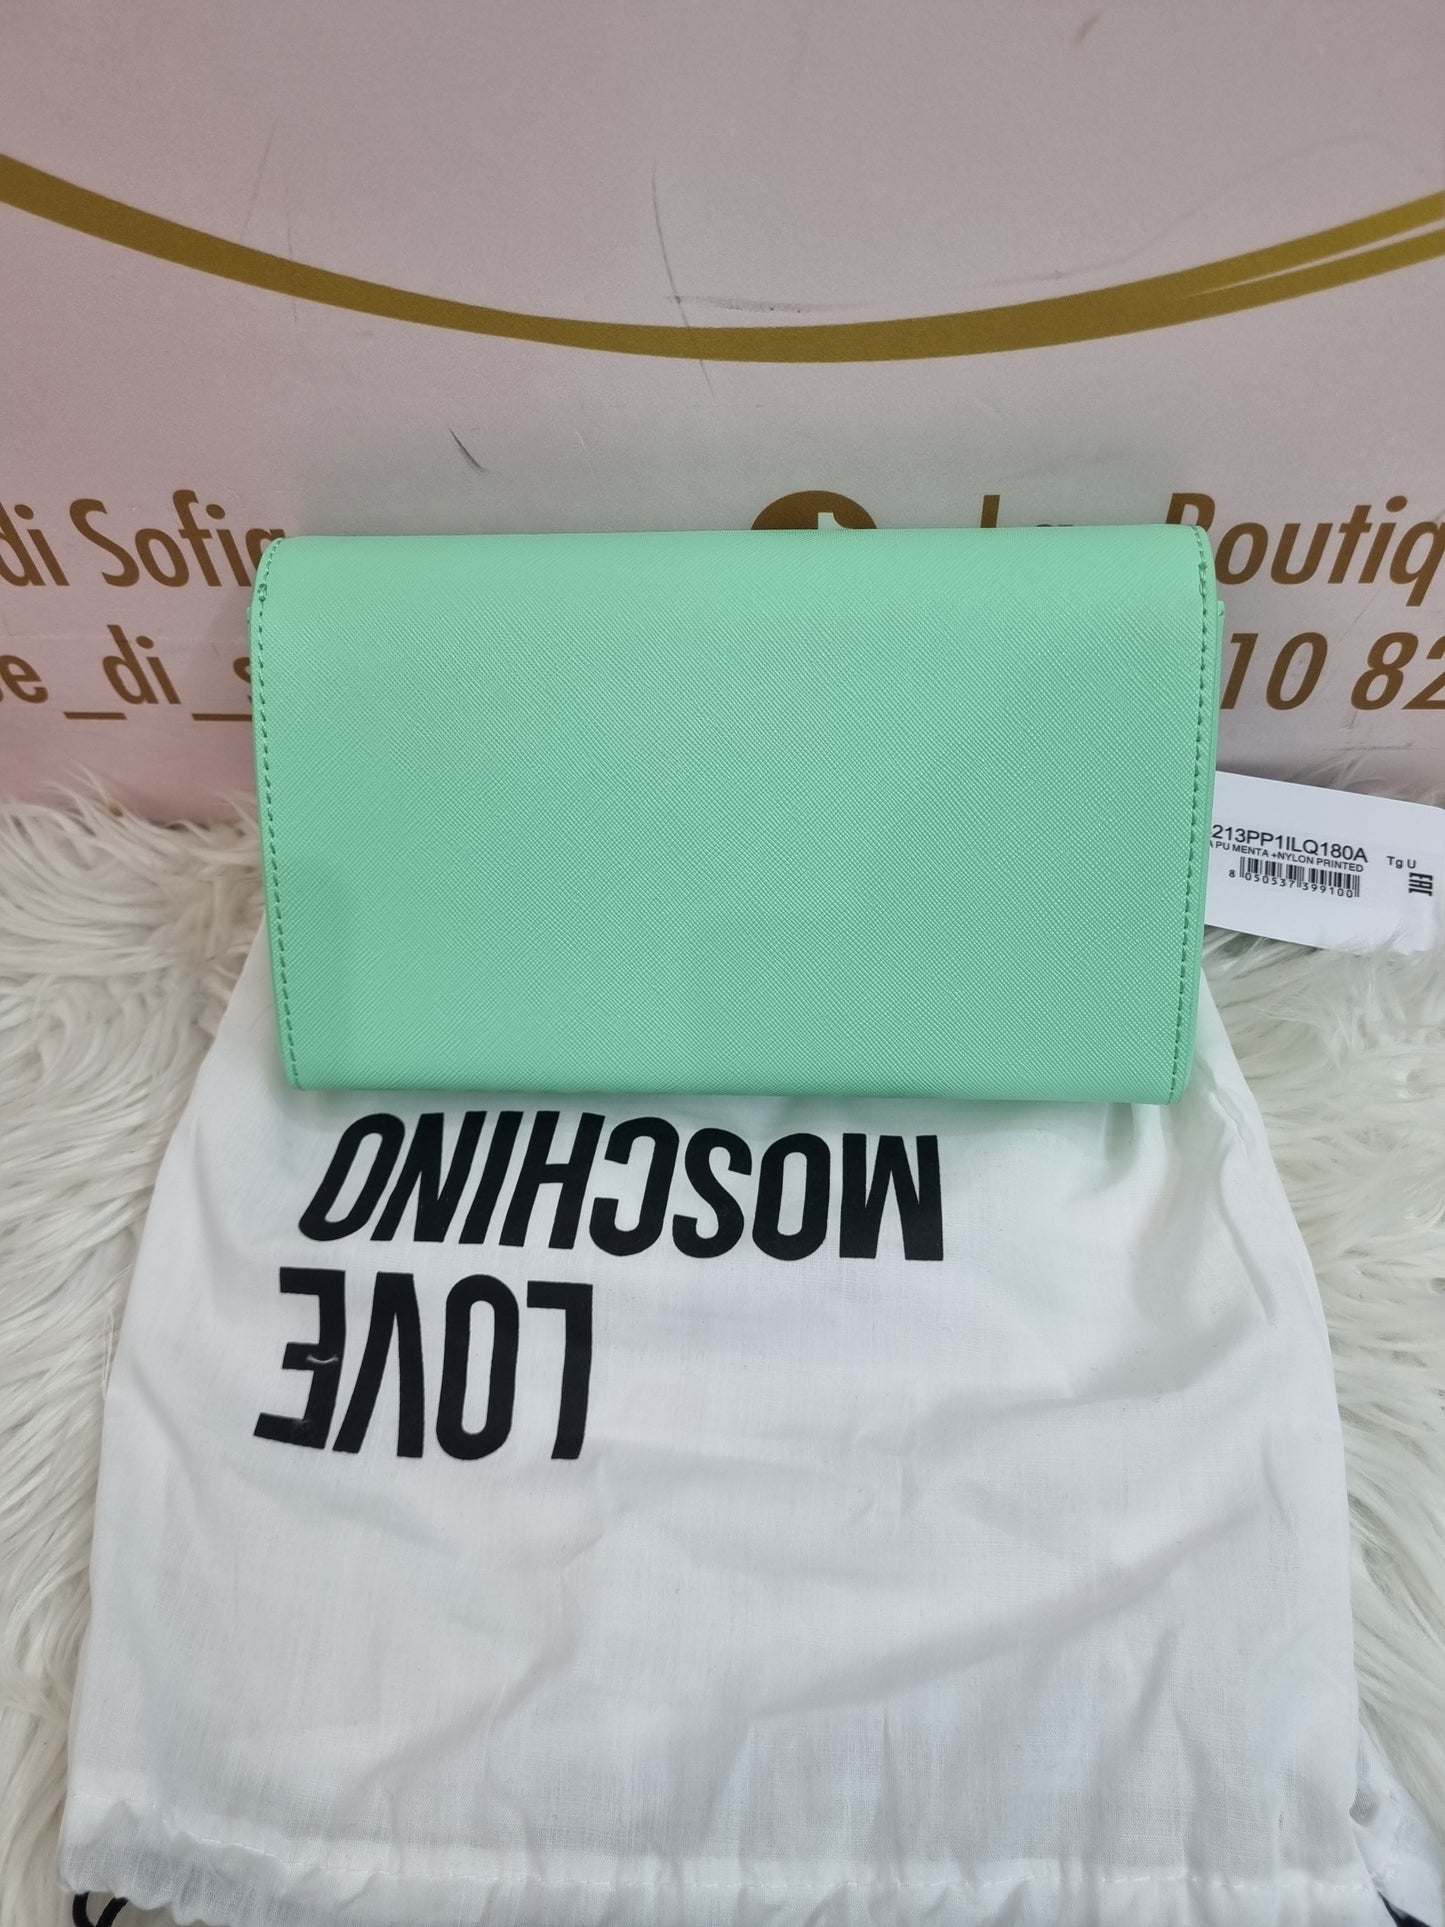 di Sofia
La Boutiq
e_di_s
10 82
213PP1ILQ180A Tg U
A PU MENTA +NYLON PRINTED
8 050537 399100
EAC
MOSCHINO
LOVE